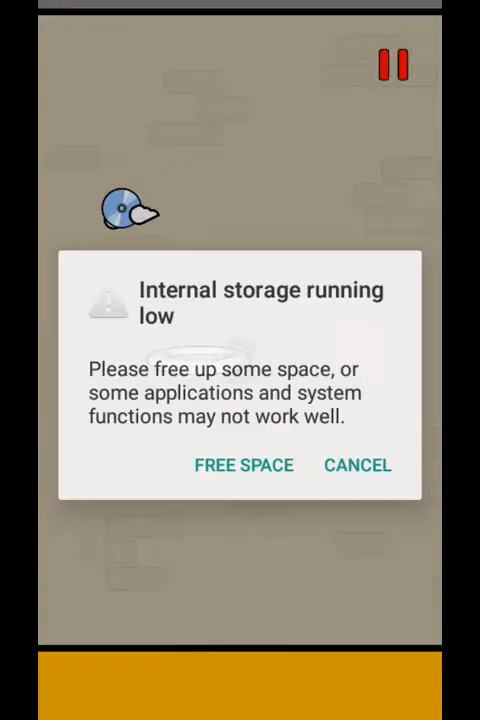 Internal storage running
low
Please free up some space, or
some applications and system
functions may not work well.
FREE SPACE CANCEL